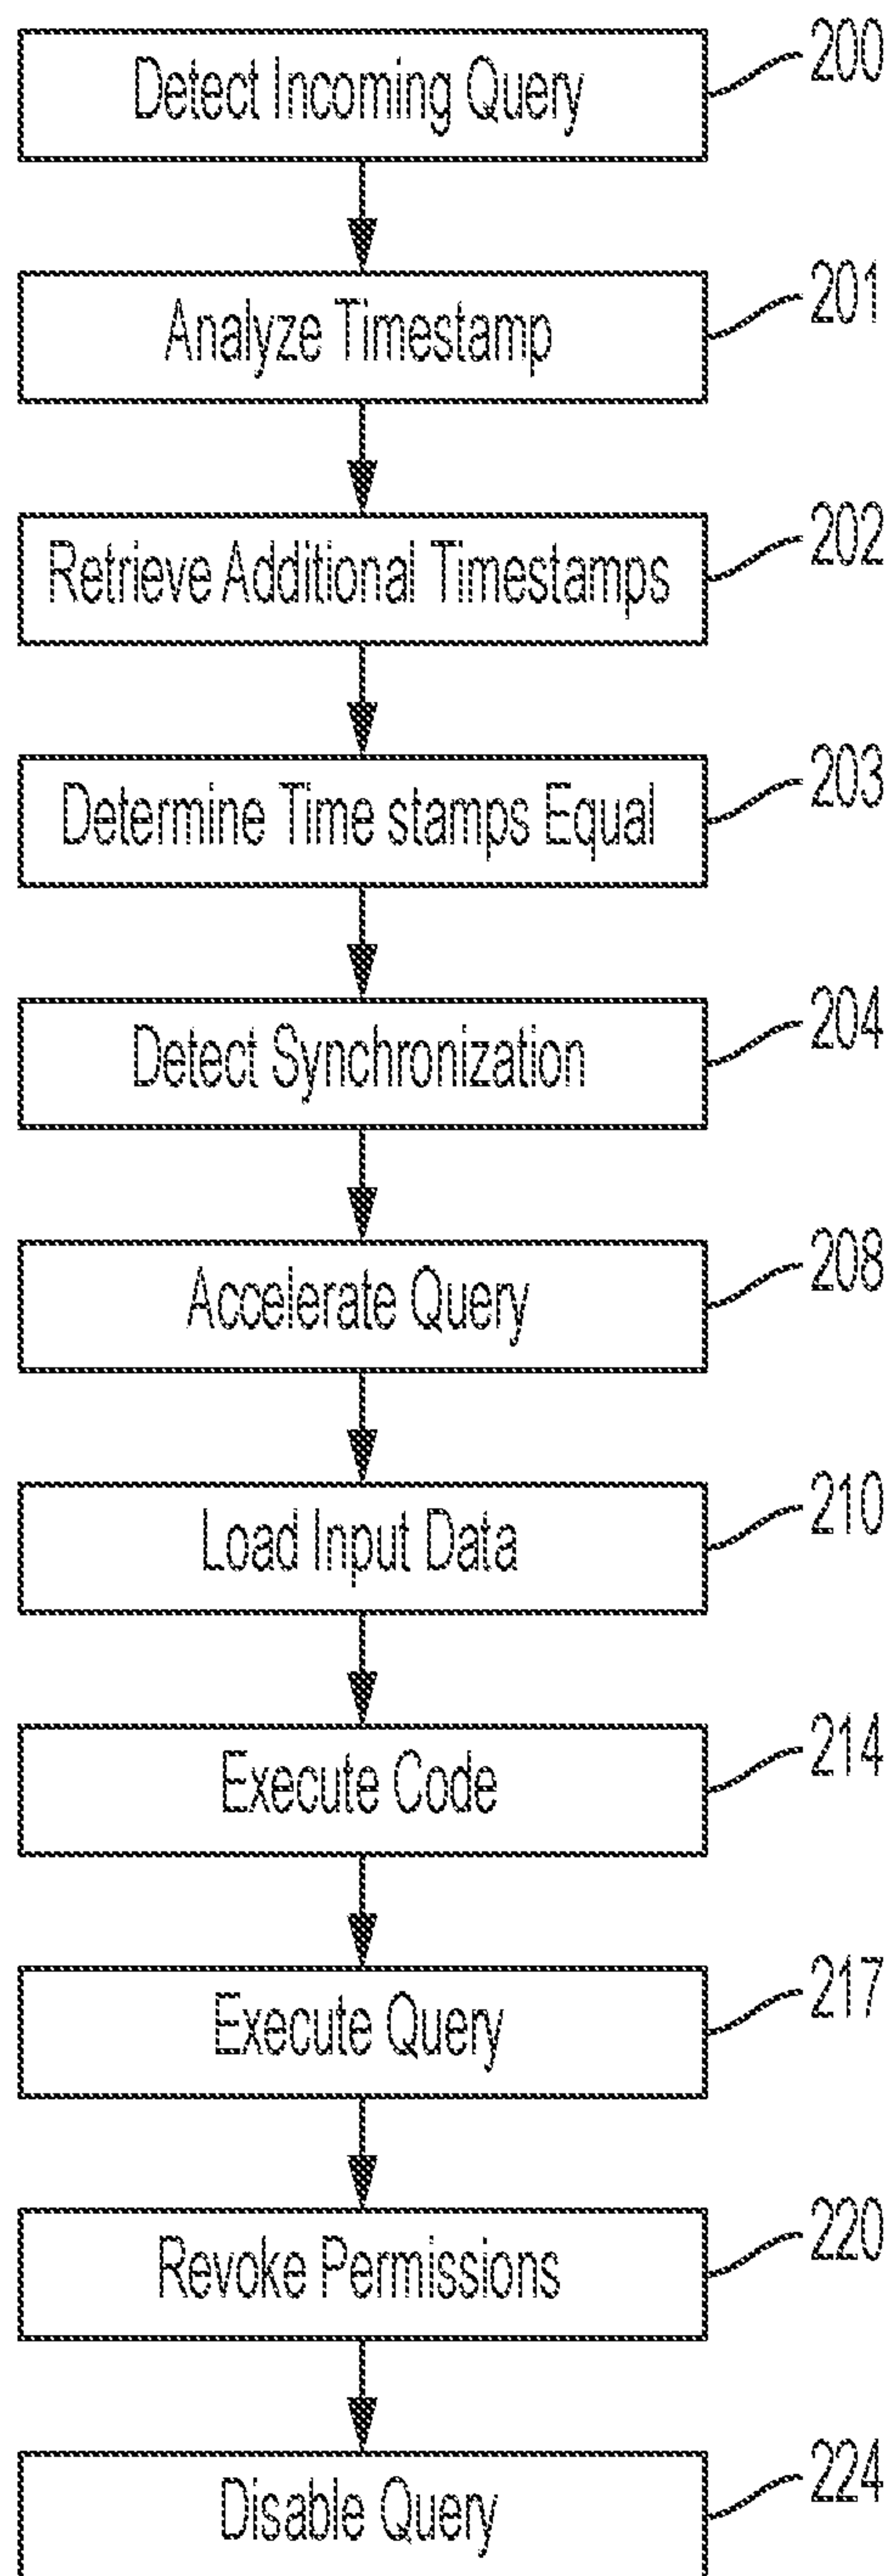 Detect Incoming Query 200
Analyze Timestamp 201
Retrieve Additional Timestamps 202
Determine Time stamps Equal 203
Detect Synchronization 204
Accelerate Query 208
Load Input Data 210
Execute Code 214
Execute Query 217
Revoke Permissions 220
Disable Query 224